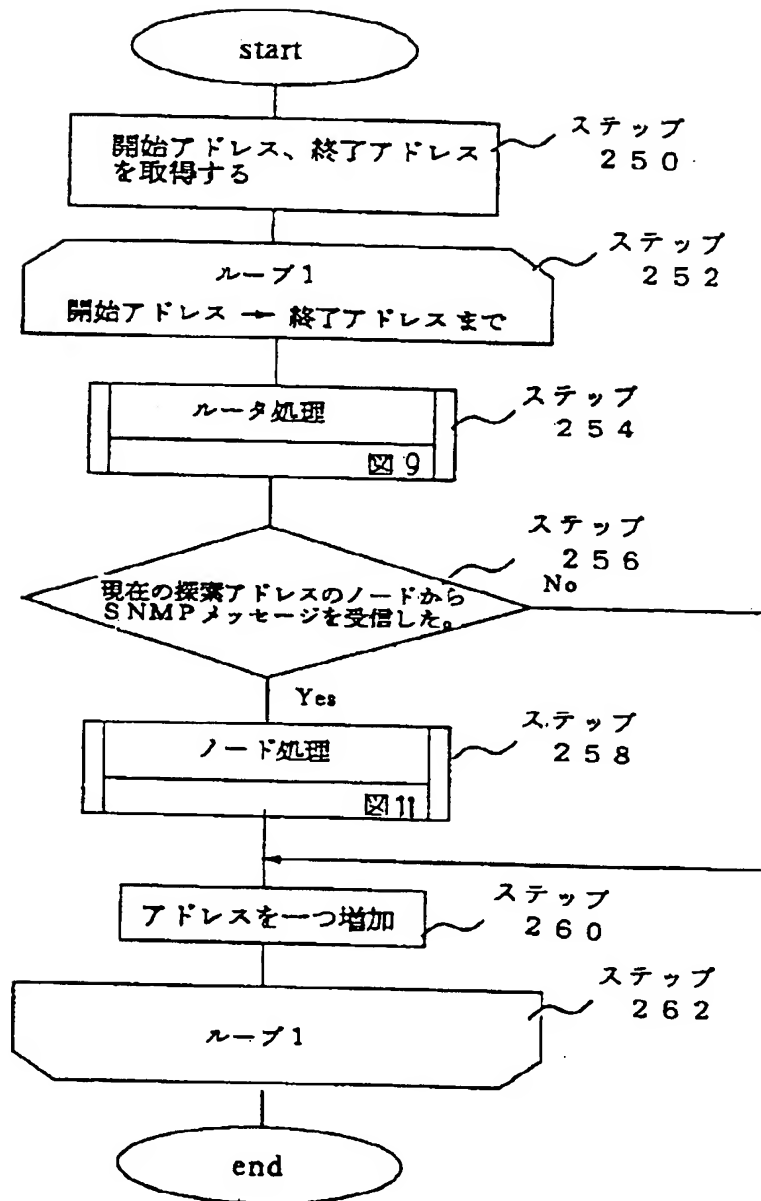 start
開始アドレス、終了アドレス
を取得する
ステップ
250
ループ1
開始アドレス → 終了アドレスまで
ステップ
252
ルータ処理
図9
ステップ
254
現在の探索アドレスのノードから
SNMPメッセージを受信した。
ステップ
256
No
Yes
ノード処理
図11
ステップ
258
アドレスを一つ増加
ステップ
260
ループ1
ステップ
262
end